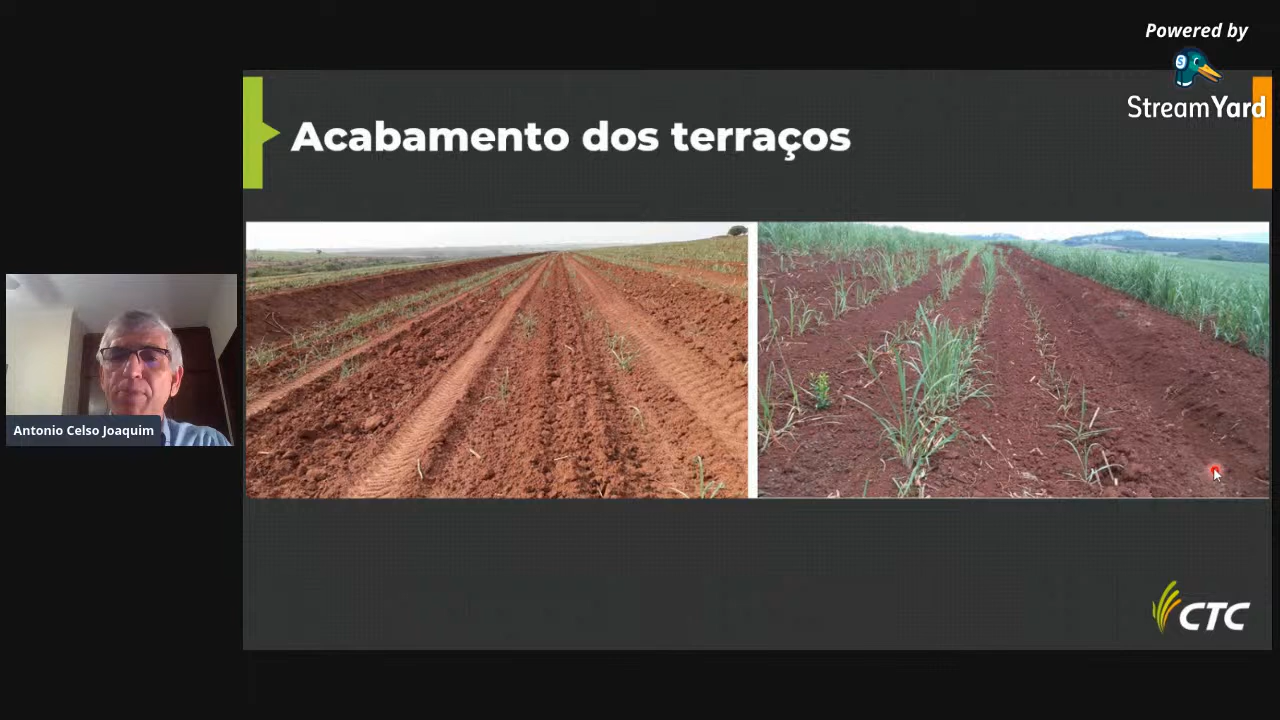 Powered by
StreamYard
Acabamento dos terraços
Antonio Celso Joaquim
CTC